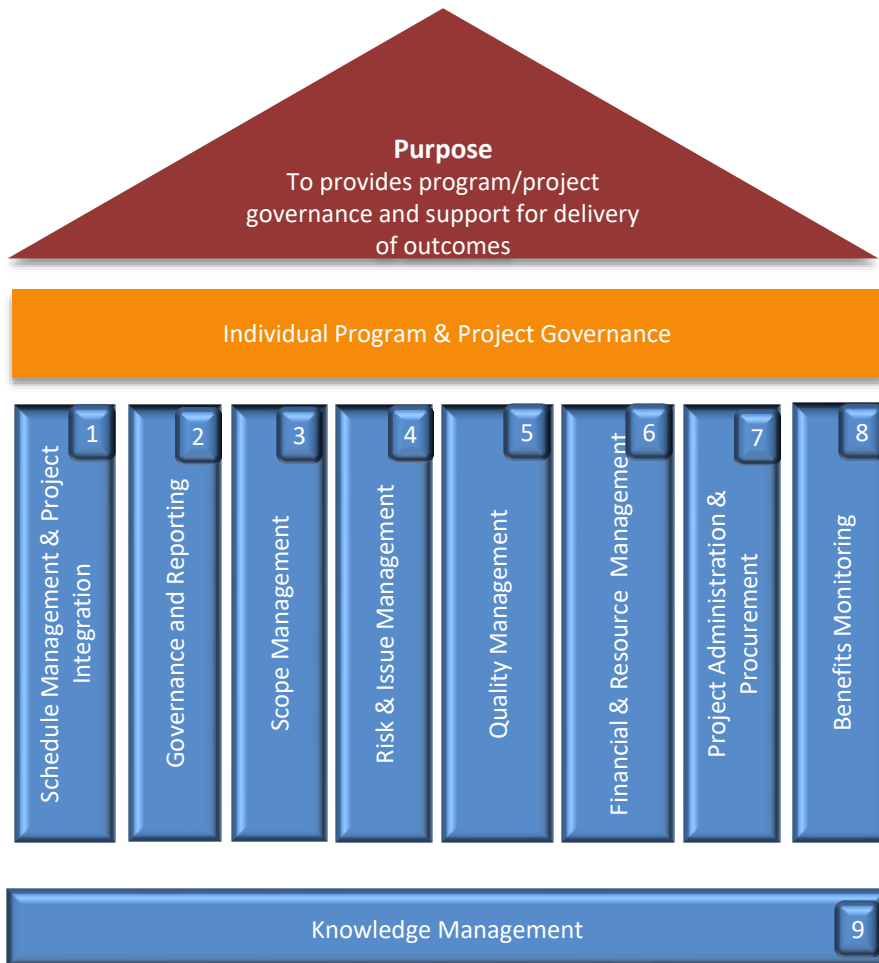 Purpose
To provides program/project
governance and support for delivery
of outcomes
Individual Program & Project Governance
1
Schedule Management & Project
Integration
2
Governance and Reporting
3
Scope Management
4
Risk & Issue Management
5
Quality Management
6
Financial & Resource Management
7
Project Administration &
Procurement
8
Benefits Monitoring
Knowledge Management
9